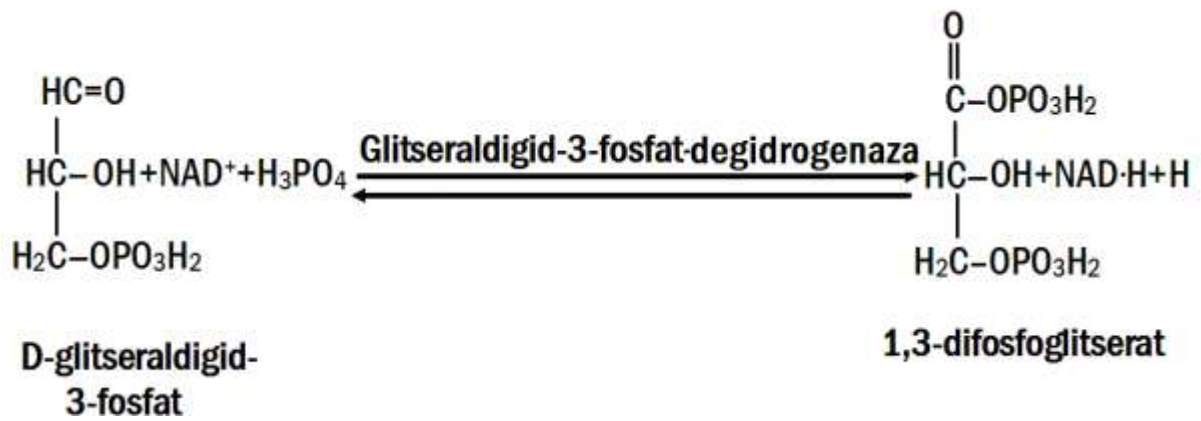 HC=O
HC–OH+NAD⁺+H₃PO₄
H₂C–OPO₃H₂
D-glitseraldigid-
3-fosfat
Glitseraldigid-3-fosfat-degidrogenaza
O
C–OPO₃H₂
HC–OH+NAD·H+H
H₂C–OPO₃H₂
1,3-difosfoglitserat